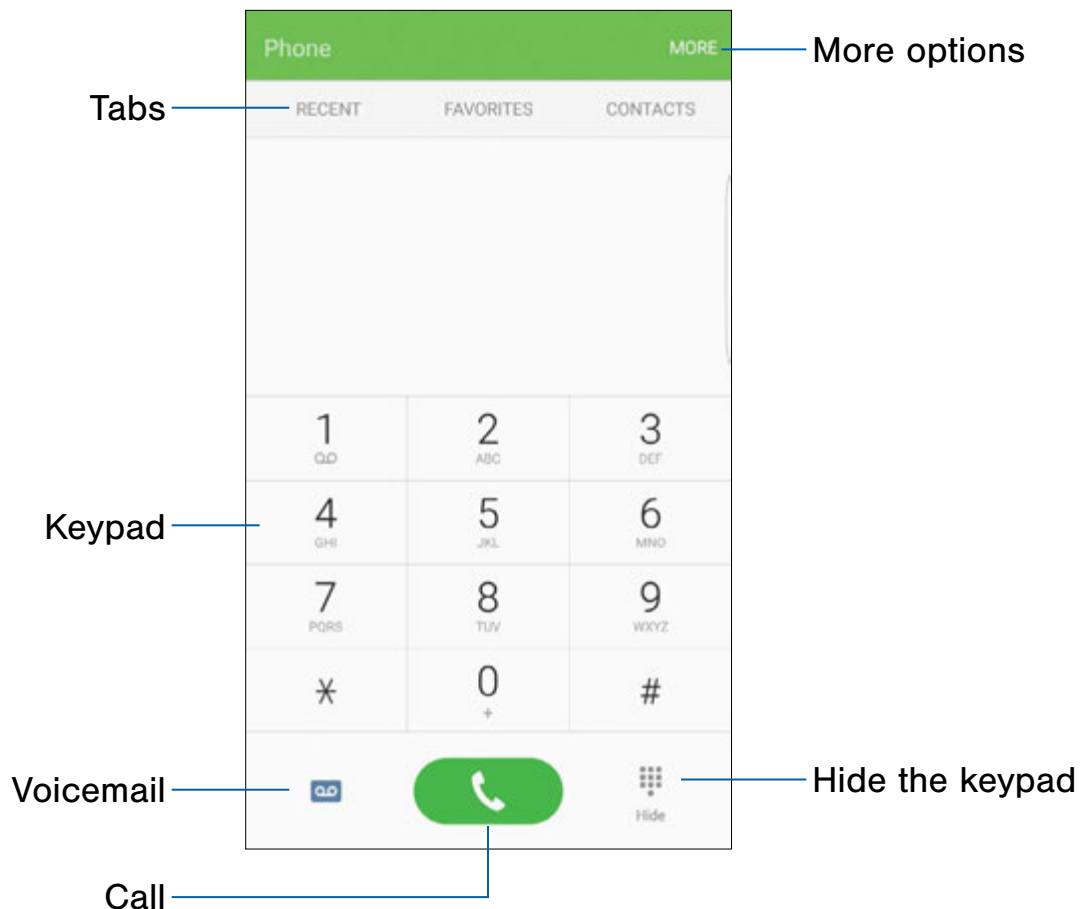 Phone MORE
More options
Tabs
RECENT FAVORITES CONTACTS
1 2 3
ABC DEF
Keypad
4 5 6
GHI JKL MNO
7 8 9
PQRS TUV WXYZ
* 0 #
+
Voicemail
Hide the keypad
Hide
Call